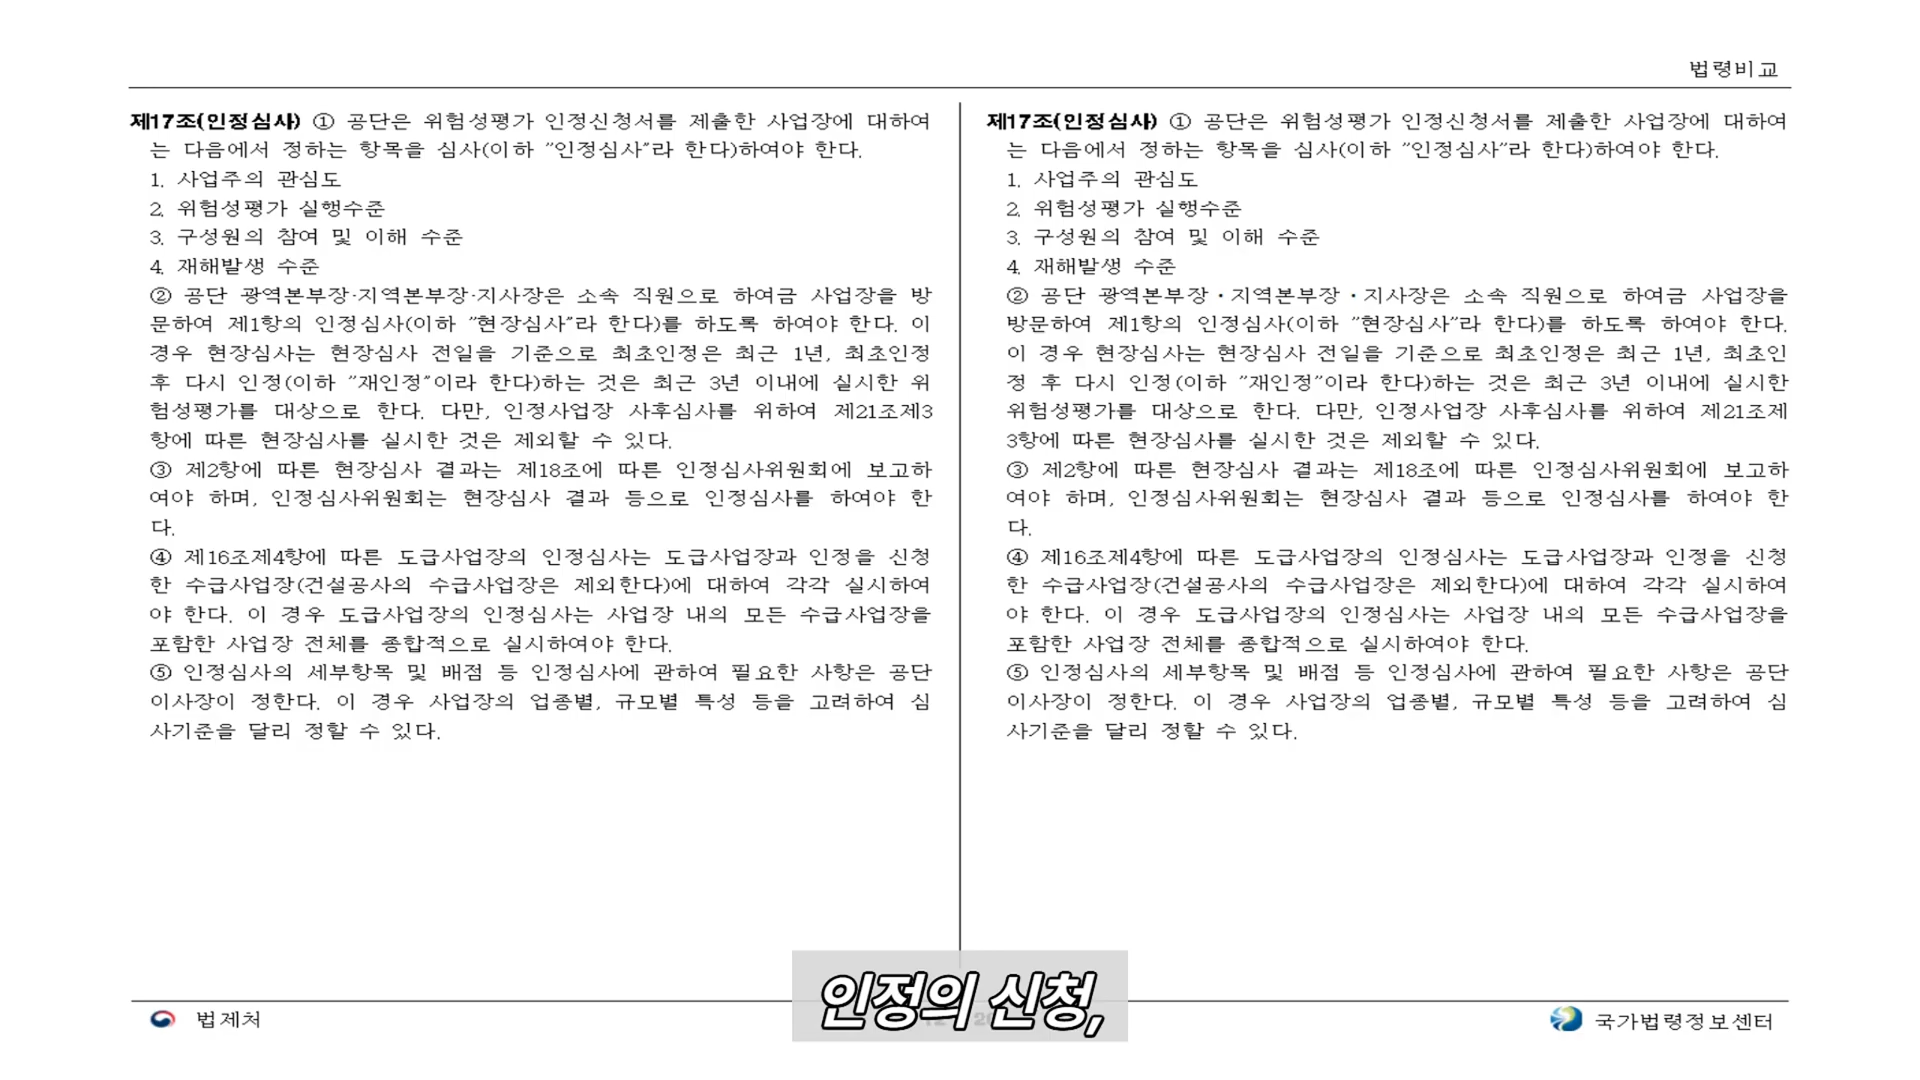 법령비교
제17조(인정심사) ① 공단은 위험성평가 인정신청서를 제출한 사업장에 대하여
는 다음에서 정하는 항목을 심사(이하 "인정심사"라 한다)하여야 한다.
1. 사업주의 관심도
2. 위험성평가 실행수준
3. 구성원의 참여 및 이해 수준
4. 재해발생 수준
② 공단 광역본부장·지역본부장·지사장은 소속 직원으로 하여금 사업장을 방
문하여 제1항의 인정심사(이하 "현장심사"라 한다)를 하도록 하여야 한다. 이
경우 현장심사는 현장심사 전일을 기준으로 최초인정은 최근 1년, 최초인정
후 다시 인정(이하 "재인정"이라 한다)하는 것은 최근 3년 이내에 실시한 위
험성평가를 대상으로 한다. 다만, 인정사업장 사후심사를 위하여 제21조제3
항에 따른 현장심사를 실시한 것은 제외할 수 있다.
③ 제2항에 따른 현장심사 결과는 제18조에 따른 인정심사위원회에 보고하
여야 하며, 인정심사위원회는 현장심사 결과 등으로 인정심사를 하여야 한
다.
④ 제16조제4항에 따른 도급사업장의 인정심사는 도급사업장과 인정을 신청
한 수급사업장(건설공사의 수급사업장은 제외한다)에 대하여 각각 실시하여
야 한다. 이 경우 도급사업장의 인정심사는 사업장 내의 모든 수급사업장을
포함한 사업장 전체를 종합적으로 실시하여야 한다.
⑤ 인정심사의 세부항목 및 배점 등 인정심사에 관하여 필요한 사항은 공단
이사장이 정한다. 이 경우 사업장의 업종별, 규모별 특성 등을 고려하여 심
사기준을 달리 정할 수 있다.
제17조(인정심사) ① 공단은 위험성평가 인정신청서를 제출한 사업장에 대하여
는 다음에서 정하는 항목을 심사(이하 "인정심사"라 한다)하여야 한다.
1. 사업주의 관심도
2. 위험성평가 실행수준
3. 구성원의 참여 및 이해 수준
4. 재해발생 수준
② 공단 광역본부장·지역본부장·지사장은 소속 직원으로 하여금 사업장을
방문하여 제1항의 인정심사(이하 "현장심사"라 한다)를 하도록 하여야 한다.
이 경우 현장심사는 현장심사 전일을 기준으로 최초인정은 최근 1년, 최초인
정 후 다시 인정(이하 "재인정"이라 한다)하는 것은 최근 3년 이내에 실시한
위험성평가를 대상으로 한다. 다만, 인정사업장 사후심사를 위하여 제21조제
3항에 따른 현장심사를 실시한 것은 제외할 수 있다.
③ 제2항에 따른 현장심사 결과는 제18조에 따른 인정심사위원회에 보고하
여야 하며, 인정심사위원회는 현장심사 결과 등으로 인정심사를 하여야 한
다.
④ 제16조제4항에 따른 도급사업장의 인정심사는 도급사업장과 인정을 신청
한 수급사업장(건설공사의 수급사업장은 제외한다)에 대하여 각각 실시하여
야 한다. 이 경우 도급사업장의 인정심사는 사업장 내의 모든 수급사업장을
포함한 사업장 전체를 종합적으로 실시하여야 한다.
⑤ 인정심사의 세부항목 및 배점 등 인정심사에 관하여 필요한 사항은 공단
이사장이 정한다. 이 경우 사업장의 업종별, 규모별 특성 등을 고려하여 심
사기준을 달리 정할 수 있다.
인정의 신청,
법제처
국가법령정보센터